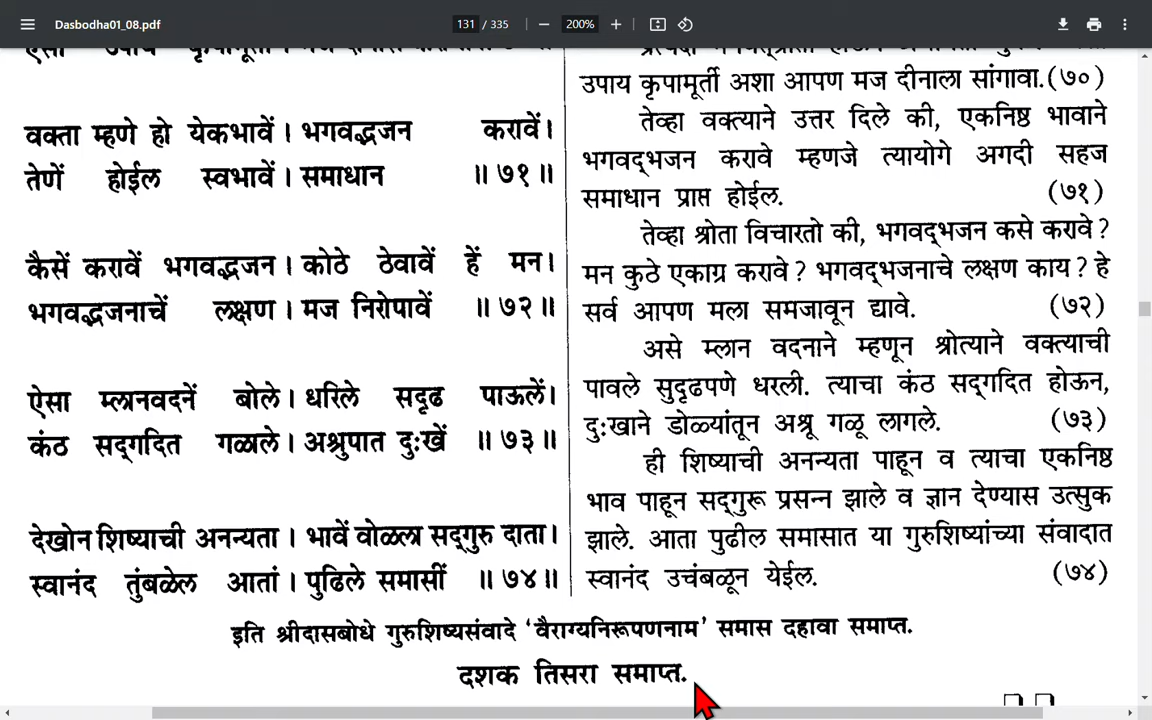 Dasbodha01_08.pdf
131 / 335
200%
उपाय कृपामूर्ती अशा आपण मज दीनाला सांगावा.(७०)
वक्ता म्हणे हो येकभावें। भगवद्भजन करावें।
तेणें होईल स्वभावें। समाधान ॥७१॥
कैसें करावें भगवद्भजन। कोठे ठेवावें हें मन।
भगवद्भजनाचें लक्षण। मज निरोपावें ॥७२॥
ऐसा म्लानवदनें बोले। धरिले सदृढ पाऊलें।
कंठ सद्गदित गळाले। अश्रुपात दुःखें ॥७३॥
देखोन शिष्याची अनन्यता। भावें वोळला सद्गुरु दाता।
स्वानंद तुंबळेल आतां। पुढिले समासीं ॥७४॥
तेव्हा वक्त्याने उत्तर दिले की, एकनिष्ठ भावाने
भगवद्भजन करावे म्हणजे त्यायोगे अगदी सहज
समाधान प्राप्त होईल. (७१)
तेव्हा श्रोता विचारतो की, भगवद्भजन कसे करावे?
मन कुठे एकाग्र करावे? भगवद्भजनाचे लक्षण काय? हे
सर्व आपण मला समजावून द्यावे. (७२)
असे म्लान वदनाने म्हणून श्रोत्याने वक्त्याची
पावले सुदृढपणे धरली. त्याचा कंठ सद्गदित होऊन,
दुःखाने डोळ्यांतून अश्रू गळू लागले. (७३)
ही शिष्याची अनन्यता पाहून व त्याचा एकनिष्ठ
भाव पाहून सद्गुरू प्रसन्न झाले व ज्ञान देण्यास उत्सुक
झाले. आता पुढील समासात या गुरुशिष्यांच्या संवादात
स्वानंद उचंबळून येईल. (७४)
इति श्रीदासबोधे गुरुशिष्यसंवादे ‘वैराग्यनिरूपणनाम’ समास दहावा समाप्त.
दशक तिसरा समाप्त.